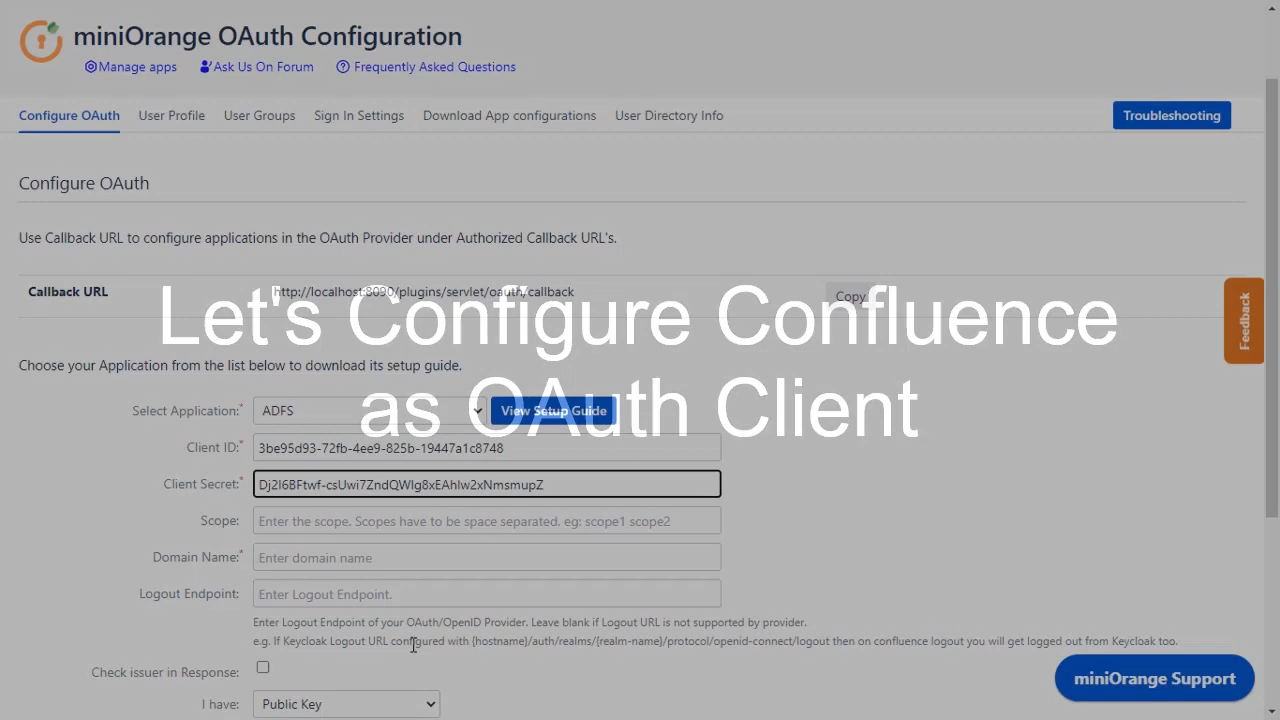 miniOrange OAuth Configuration
Manage apps Ask Us On Forum Frequently Asked Questions
Configure OAuth User Profile User Groups Sign In Settings Download App configurations User Directory Info Troubleshooting
Configure OAuth
Use Callback URL to configure applications in the OAuth Provider under Authorized Callback URL's.
Callback URL http://localhost:8090/plugins/servlet/oauth/callback Copy
Let's Configure Confluence
as OAuth Client
Feedback
Choose your Application from the list below to download its setup guide.
Select Application:* ADFS View Setup Guide
Client ID:* 3be95d93-72fb-4ee9-825b-19447a1c8748
Client Secret:* Dj2I6BFtwf-csUwi7ZndQWIg8xEAhlw2xNmsmupZ
Scope: Enter the scope. Scopes have to be space separated. eg: scope1 scope2
Domain Name:* Enter domain name
Logout Endpoint: Enter Logout Endpoint.
Enter Logout Endpoint of your OAuth/OpenID Provider. Leave blank if Logout URL is not supported by provider.
e.g. If Keycloak Logout URL configured with {hostname}/auth/realms/{realm-name}/protocol/openid-connect/logout then on confluence logout you will get logged out from Keycloak too.
Check issuer in Response:
I have: Public Key
miniOrange Support